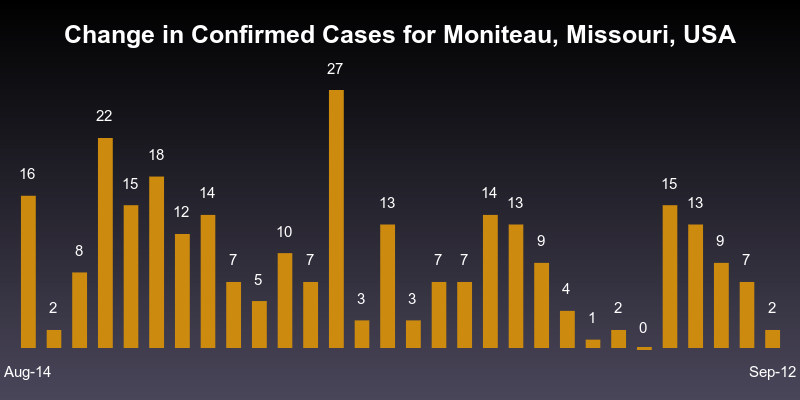 Change in Confirmed Cases for Moniteau, Missouri, USA
16 2 8 22 15 18 12 14 7 5 10 7 27 3 13 3 7 7 14 13 9 4 1 2 0 15 13 9 7 2
Aug-14 Sep-12